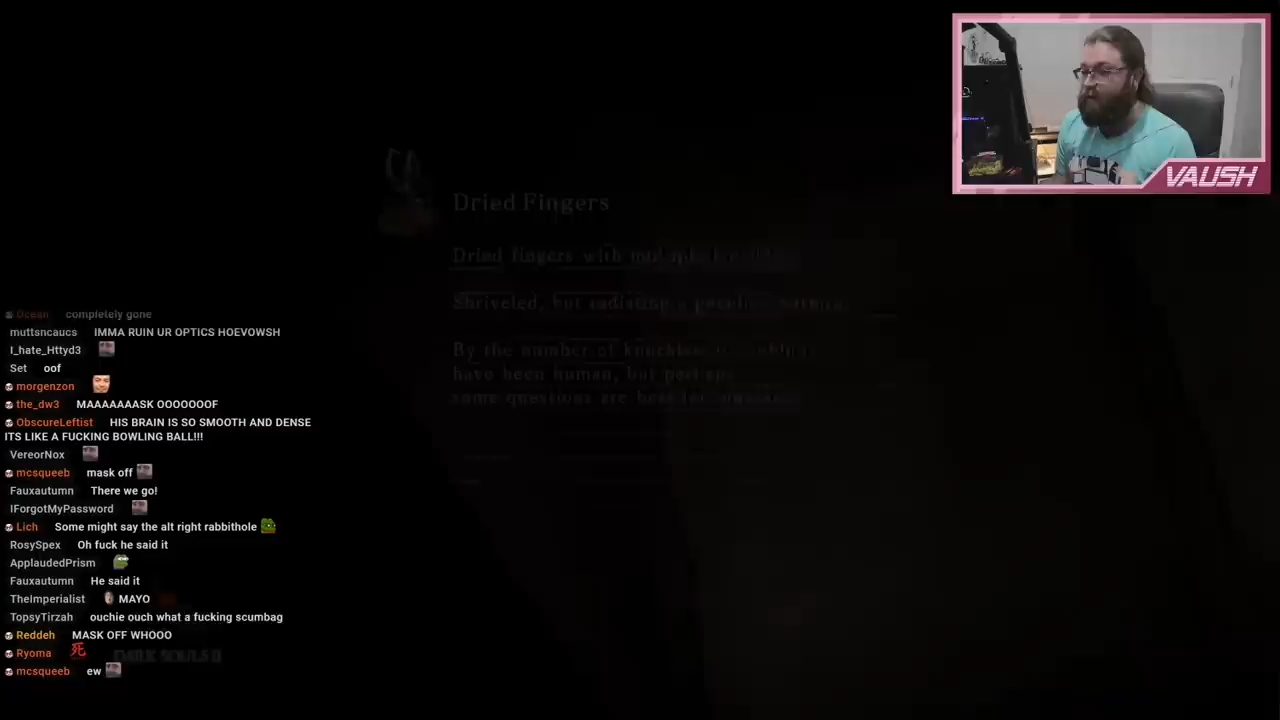 VAUSH
Dried Fingers
Dried fingers with multiple
Shriveled, but radiating a peculiar
By the number of knuckles
have been human, but perhaps
some questions are best left
Ocean completely gone
muttsncaucs IMMA RUIN UR OPTICS HOEVOWSH
I_hate_Httyd3
Set oof
morgenzon
the_dw3 MAAAAAASK OOOOOOOF
ObscureLeftist HIS BRAIN IS SO SMOOTH AND DENSE
ITS LIKE A FUCKING BOWLING BALL!!!
VereorNox
mcsqueeb mask off
Fauxautumn There we go!
IForgotMyPassword
Lich Some might say the alt right rabbithole
RosySpex Oh fuck he said it
ApplaudedPrism
Fauxautumn He said it
TheImperialist MAYO
TopsyTirzah ouchie ouch what a fucking scumbag
Reddeh MASK OFF WHOOO
Ryoma 死
DARK SOULS II
mcsqueeb ew